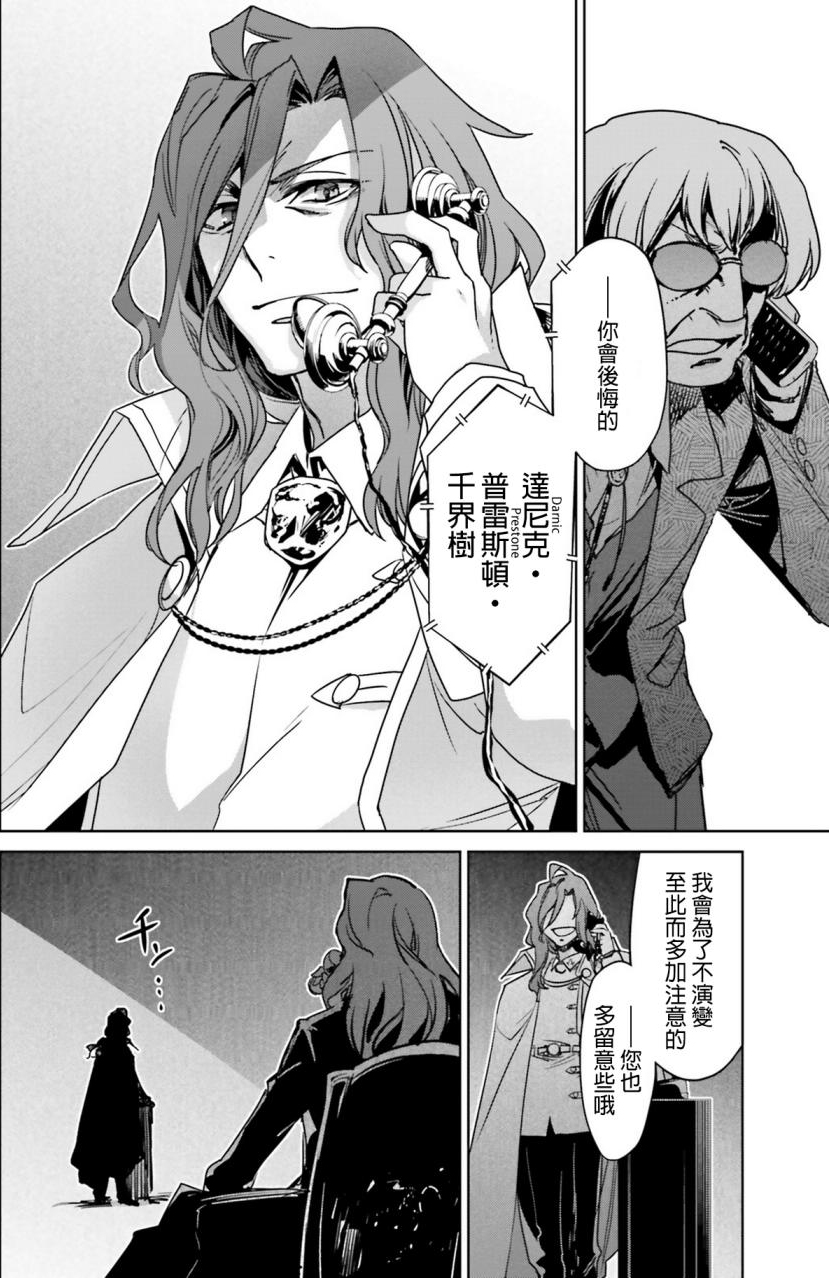 ──你會後悔的
達尼克・
Darnic
普雷斯頓・
Prestone
千界樹
我會為了不演變
至此而多加注意的
──您也
多留意些哦
チン…